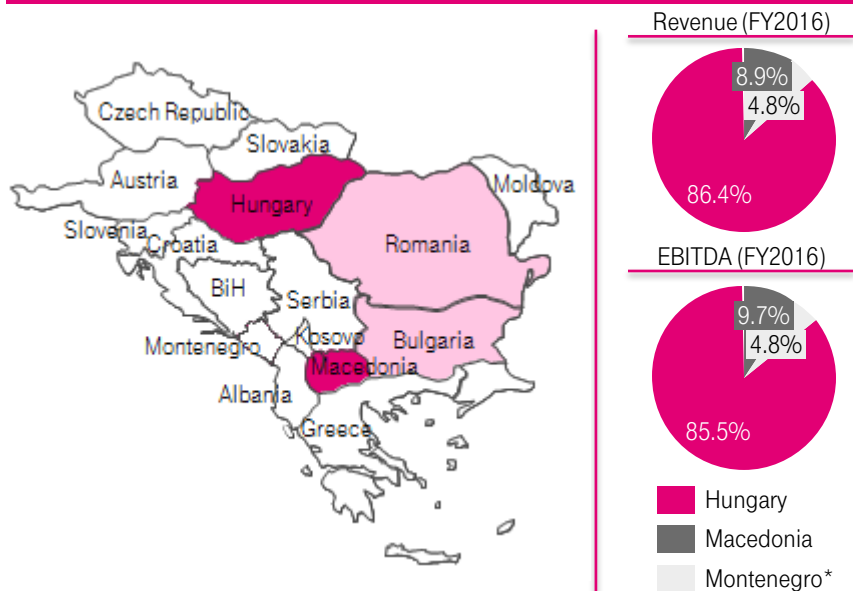 Czech Republic
Slovakia
Austria
Moldova
Hungary
Slovenia
Croatia
Romania
BiH
Serbia
Kosovo
Bulgaria
Montenegro
Macedonia
Albania
Greece
Revenue (FY2016)
8.9%
4.8%
86.4%
EBITDA (FY2016)
9.7%
4.8%
85.5%
Hungary
Macedonia
Montenegro*